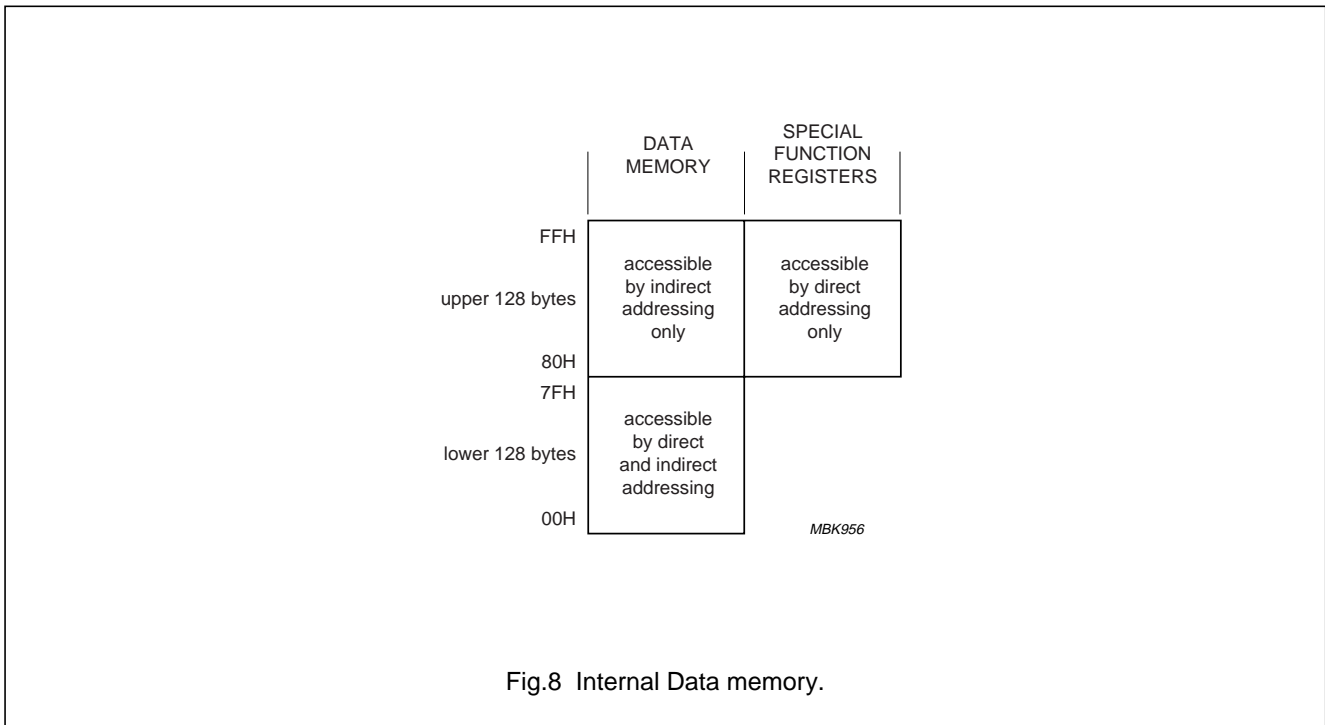 DATA
MEMORY
SPECIAL
FUNCTION
REGISTERS
FFH
upper 128 bytes
80H
accessible
by indirect
addressing
only
accessible
by direct
addressing
only
7FH
lower 128 bytes
00H
accessible
by direct
and indirect
addressing
MBK956
Fig.8 Internal Data memory.